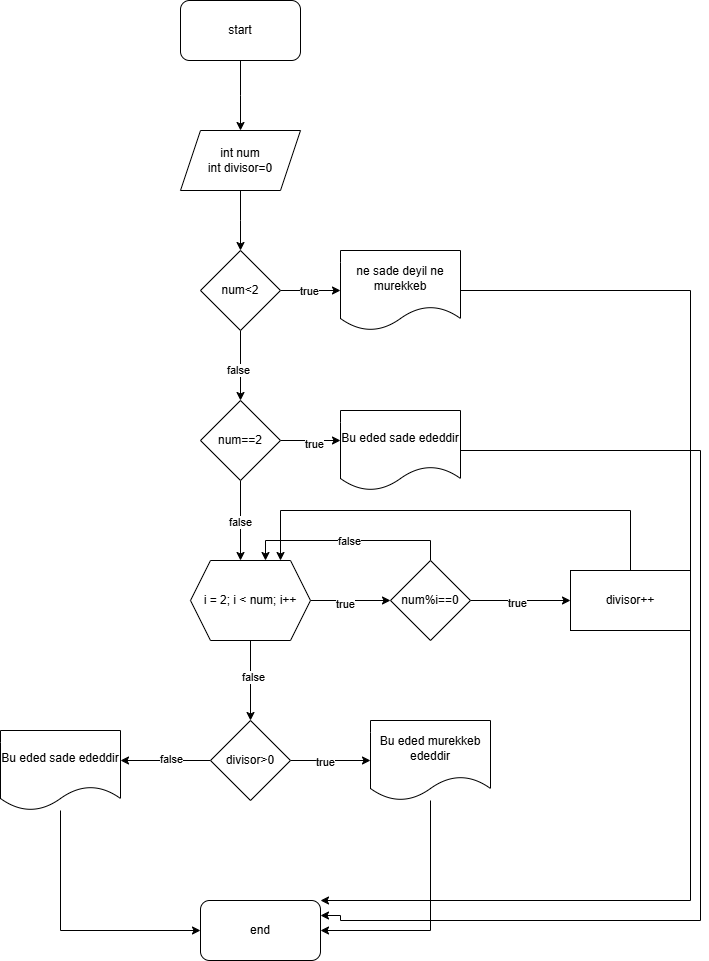 start
int num
int divisor=0
num<2
true
ne sade deyil ne
murekkeb
false
num==2
true
Bu eded sade ededdir
false
false
i = 2; i < num; i++
true
num%i==0
true
divisor++
false
Bu eded sade ededdir
false
divisor>0
true
Bu eded murekkeb
ededdir
end